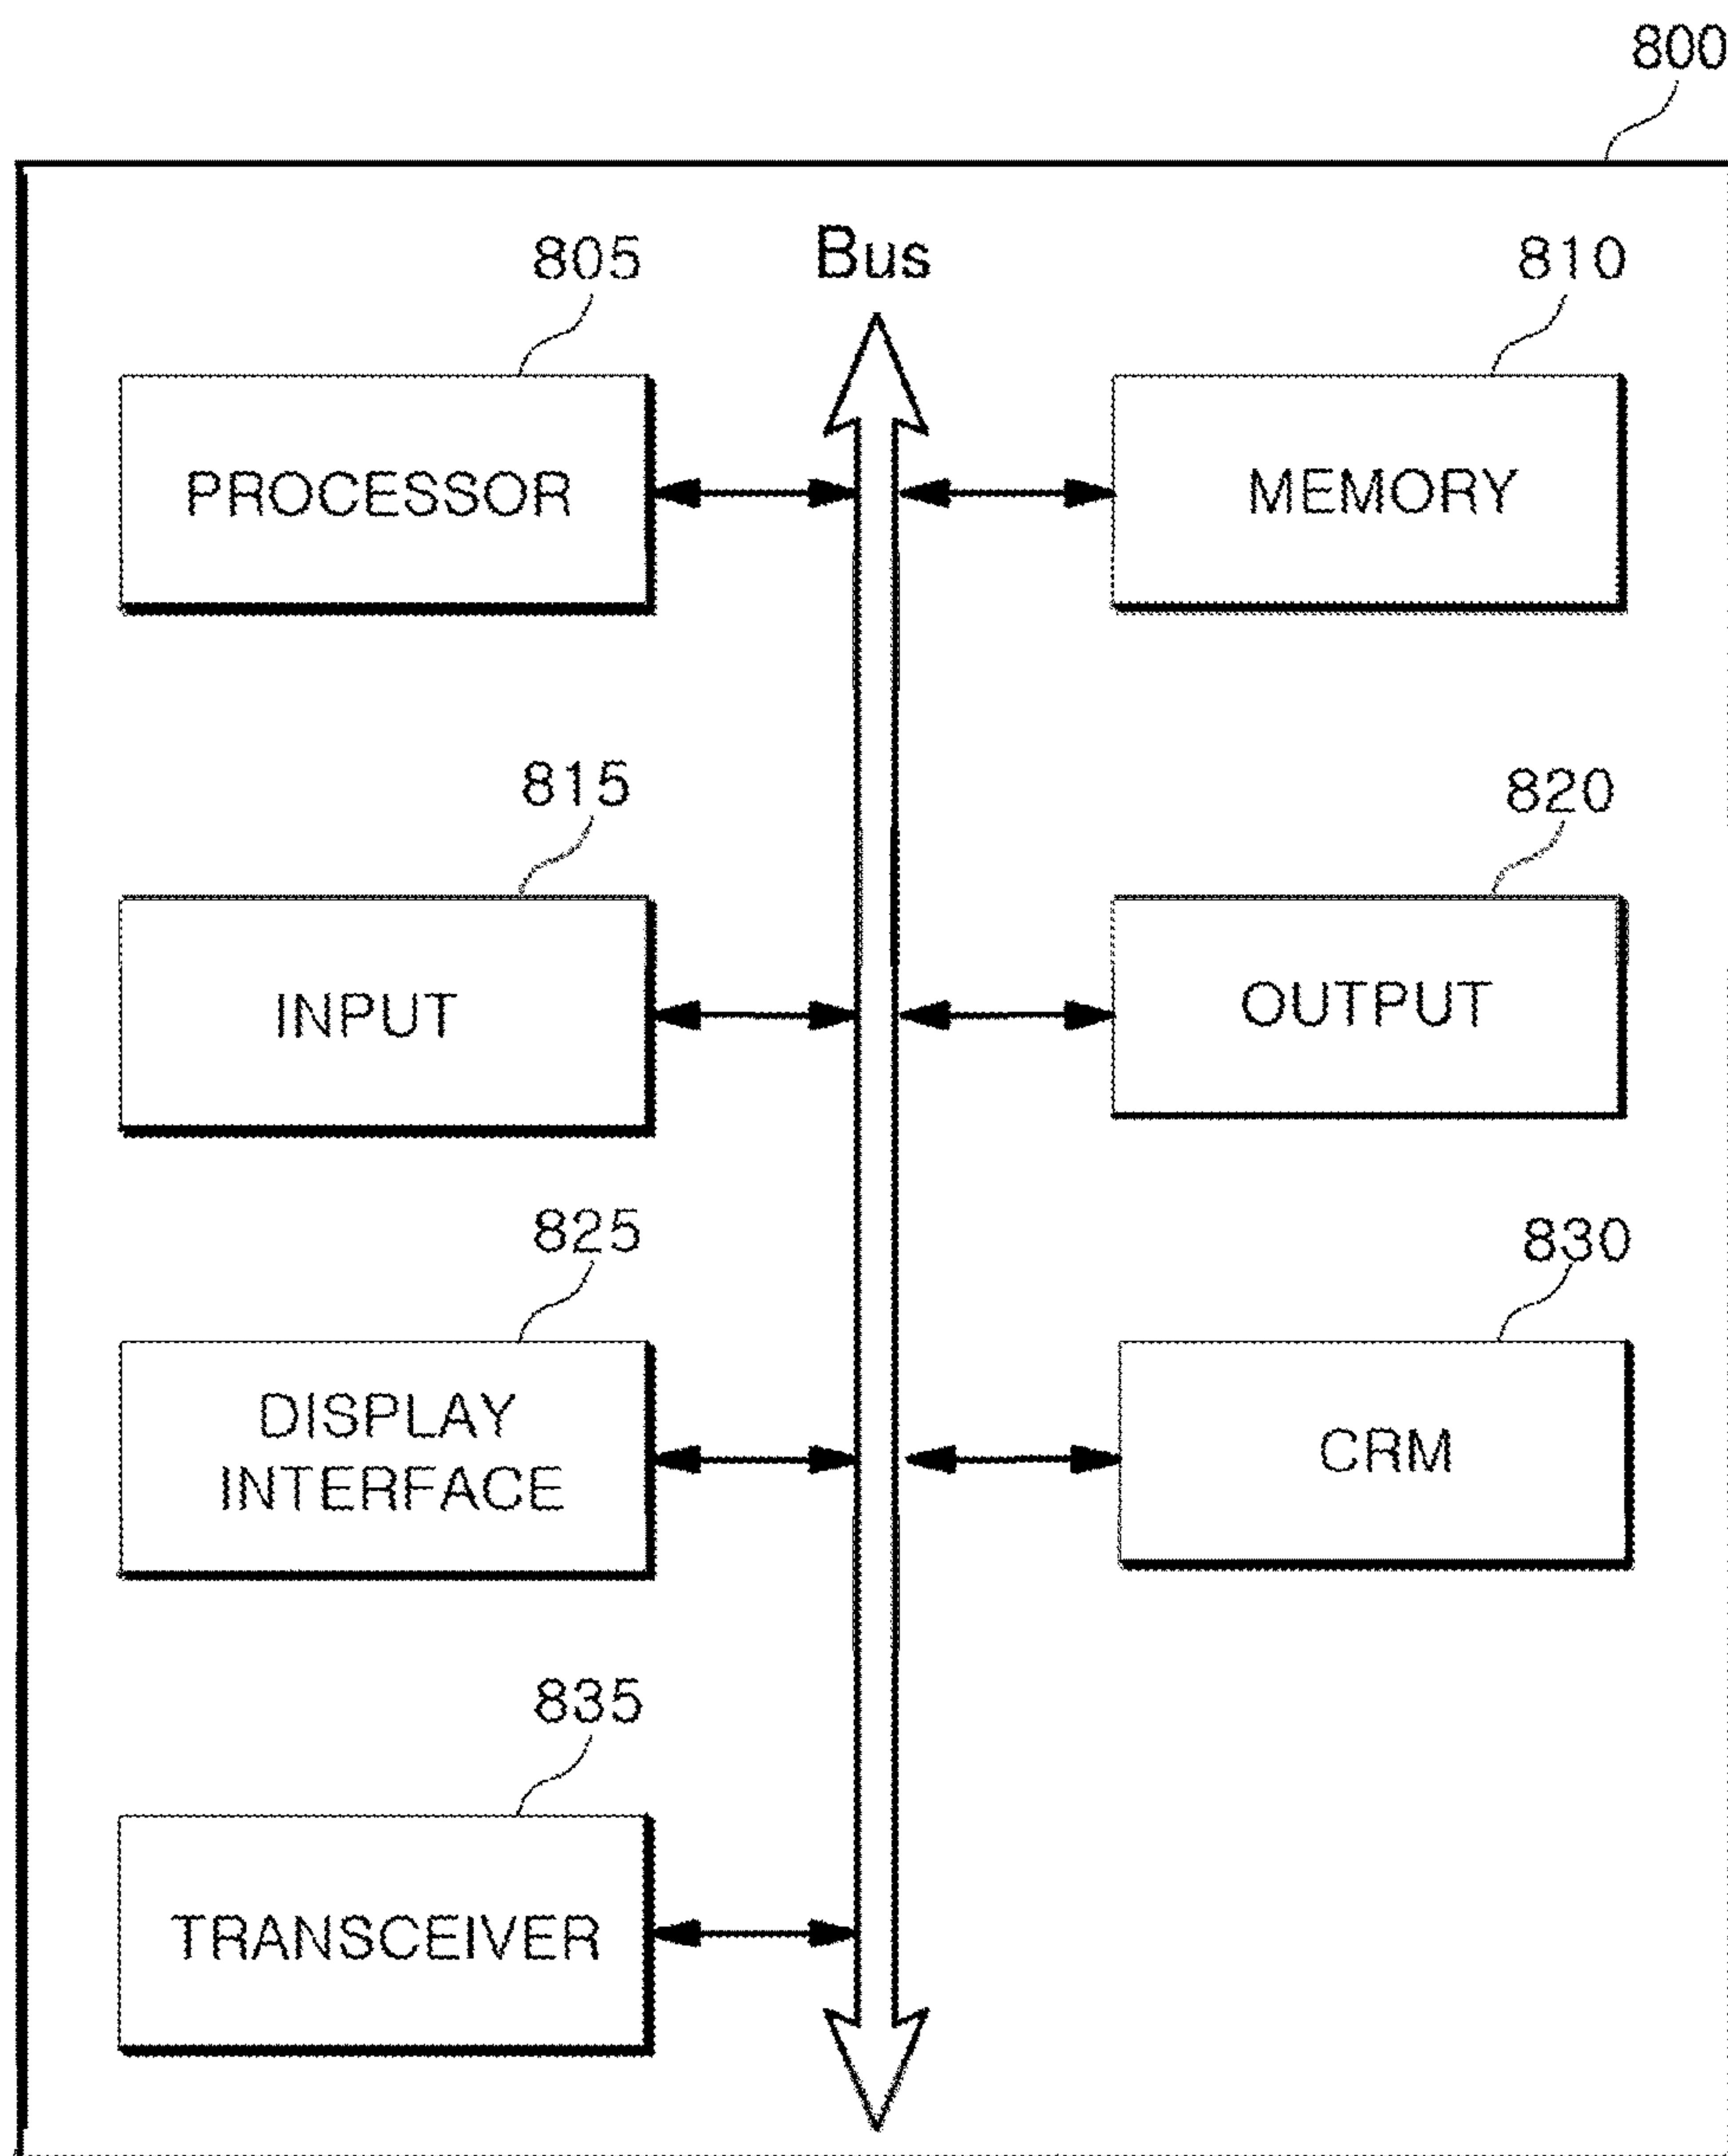 800
805
Bus
810
PROCESSOR
MEMORY
815
820
INPUT
OUTPUT
825
830
DISPLAY
INTERFACE
CRM
835
TRANSCEIVER